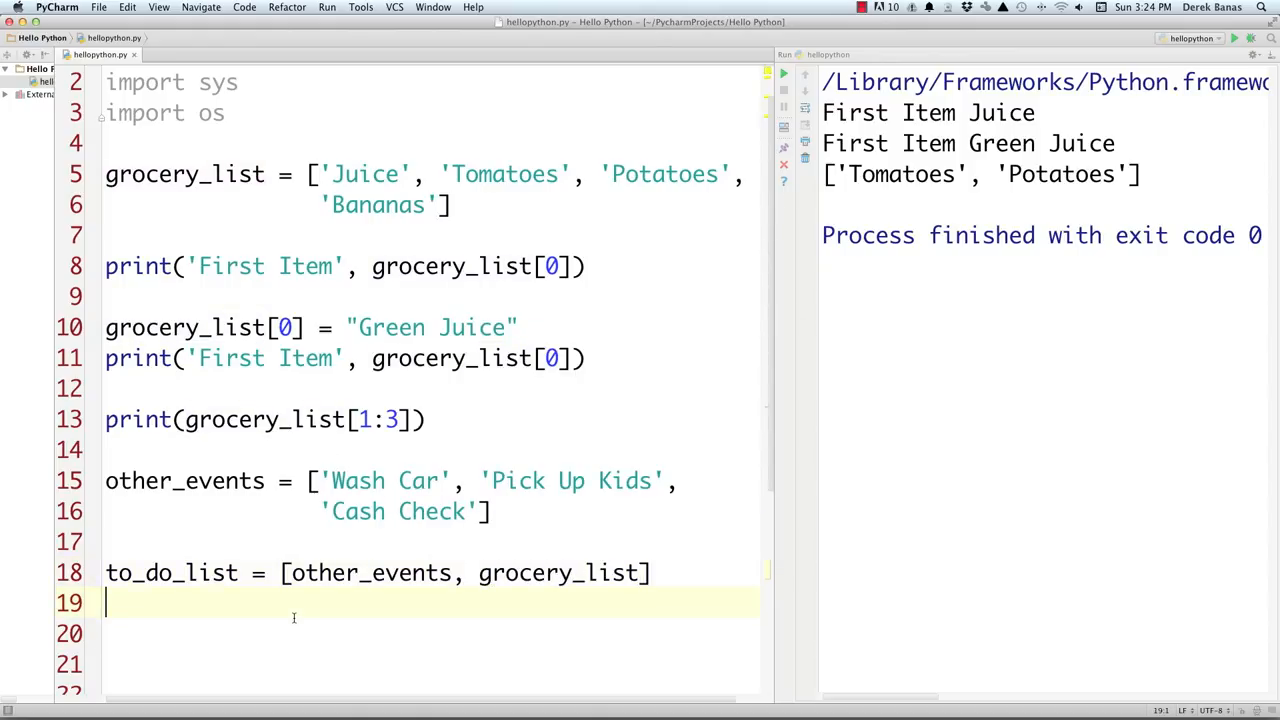 PyCharm File Edit View Navigate Code Refactor Run Tools VCS Window Help 10 Sun 3:24 PM Derek Banas
hellopython.py – Hello Python – [~/PycharmProjects/Hello Python]
Hello Python hellopython.py hellopython
hellopython.py × Run hellopython
Hello P
hell
Extern
2 import sys
3 import os
4
5 grocery_list = ['Juice', 'Tomatoes', 'Potatoes',
6 'Bananas']
7
8 print('First Item', grocery_list[0])
9
10 grocery_list[0] = "Green Juice"
11 print('First Item', grocery_list[0])
12
13 print(grocery_list[1:3])
14
15 other_events = ['Wash Car', 'Pick Up Kids',
16 'Cash Check']
17
18 to_do_list = [other_events, grocery_list]
19
20
21
22
/Library/Frameworks/Python.framewo
First Item Juice
First Item Green Juice
['Tomatoes', 'Potatoes']
Process finished with exit code 0
19:1 LF UTF-8